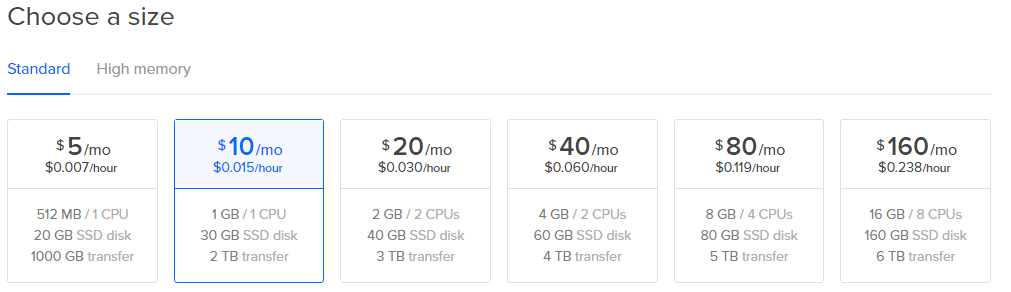 Choose a size
Standard High memory
$5/mo
$0.007/hour
512 MB / 1 CPU
20 GB SSD disk
1000 GB transfer
$10/mo
$0.015/hour
1 GB / 1 CPU
30 GB SSD disk
2 TB transfer
$20/mo
$0.030/hour
2 GB / 2 CPUs
40 GB SSD disk
3 TB transfer
$40/mo
$0.060/hour
4 GB / 2 CPUs
60 GB SSD disk
4 TB transfer
$80/mo
$0.119/hour
8 GB / 4 CPUs
80 GB SSD disk
5 TB transfer
$160/mo
$0.238/hour
16 GB / 8 CPUs
160 GB SSD disk
6 TB transfer